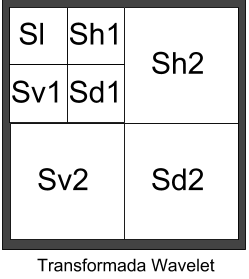 Sl Sh1
Sh2
Sv1 Sd1
Sv2 Sd2
Transformada Wavelet